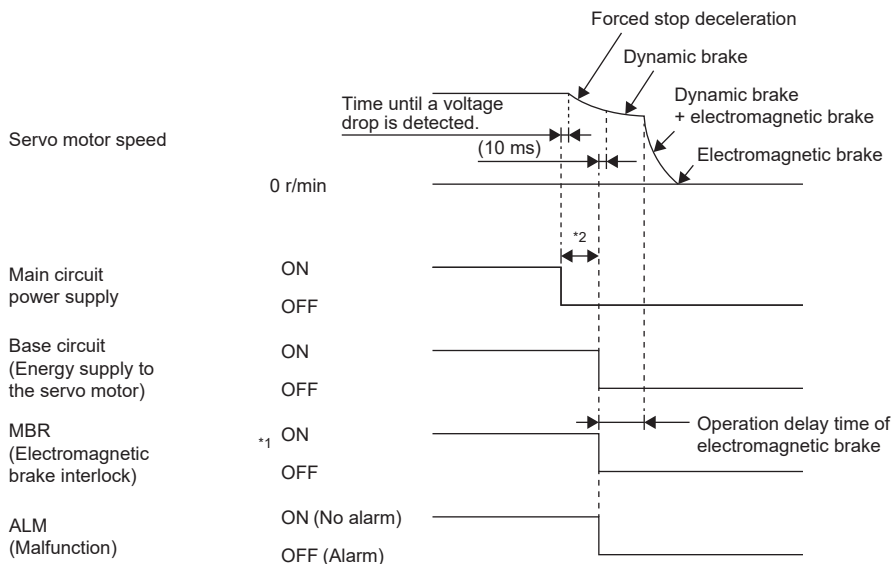 Forced stop deceleration
Dynamic brake
Time until a voltage
drop is detected.
Dynamic brake
+ electromagnetic brake
(10 ms)
Servo motor speed
Electromagnetic brake
0 r/min
*2
Main circuit
power supply
ON
OFF
Base circuit
(Energy supply to
the servo motor)
ON
OFF
MBR
(Electromagnetic
brake interlock)
*1 ON
OFF
Operation delay time of
electromagnetic brake
ALM
(Malfunction)
ON (No alarm)
OFF (Alarm)